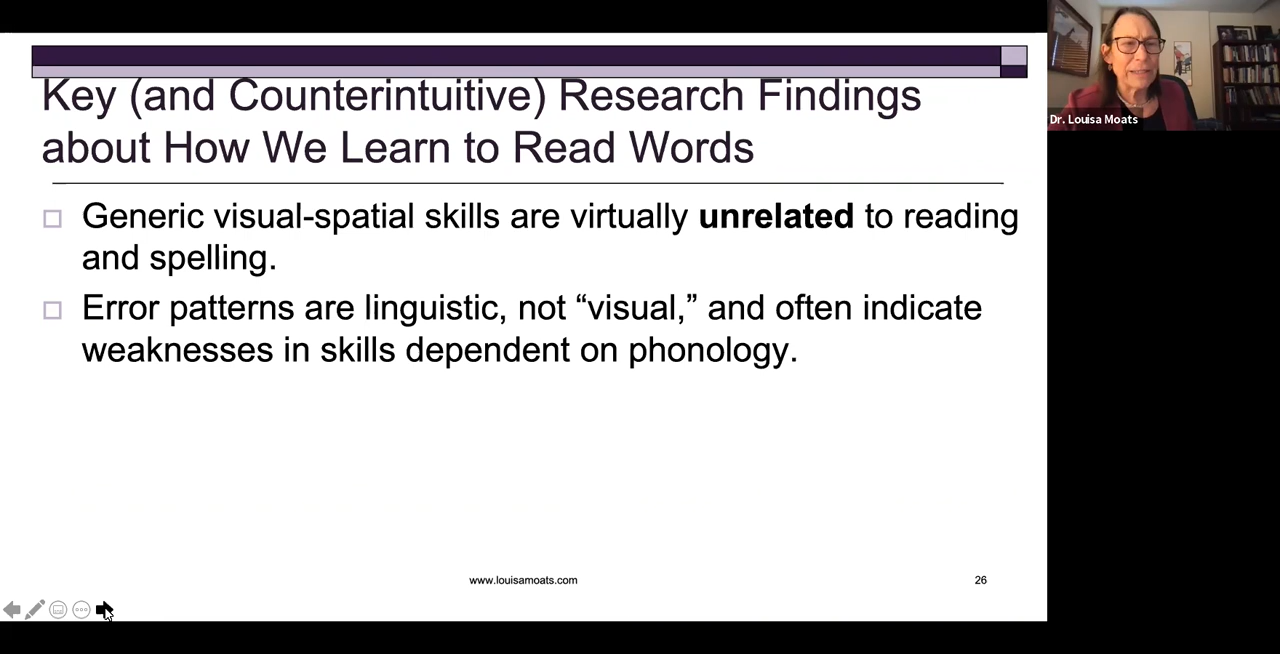 Key (and Counterintuitive) Research Findings
about How We Learn to Read Words
Generic visual-spatial skills are virtually unrelated to reading
and spelling.
Error patterns are linguistic, not “visual,” and often indicate
weaknesses in skills dependent on phonology.
www.louisamoats.com
26
Dr. Louisa Moats